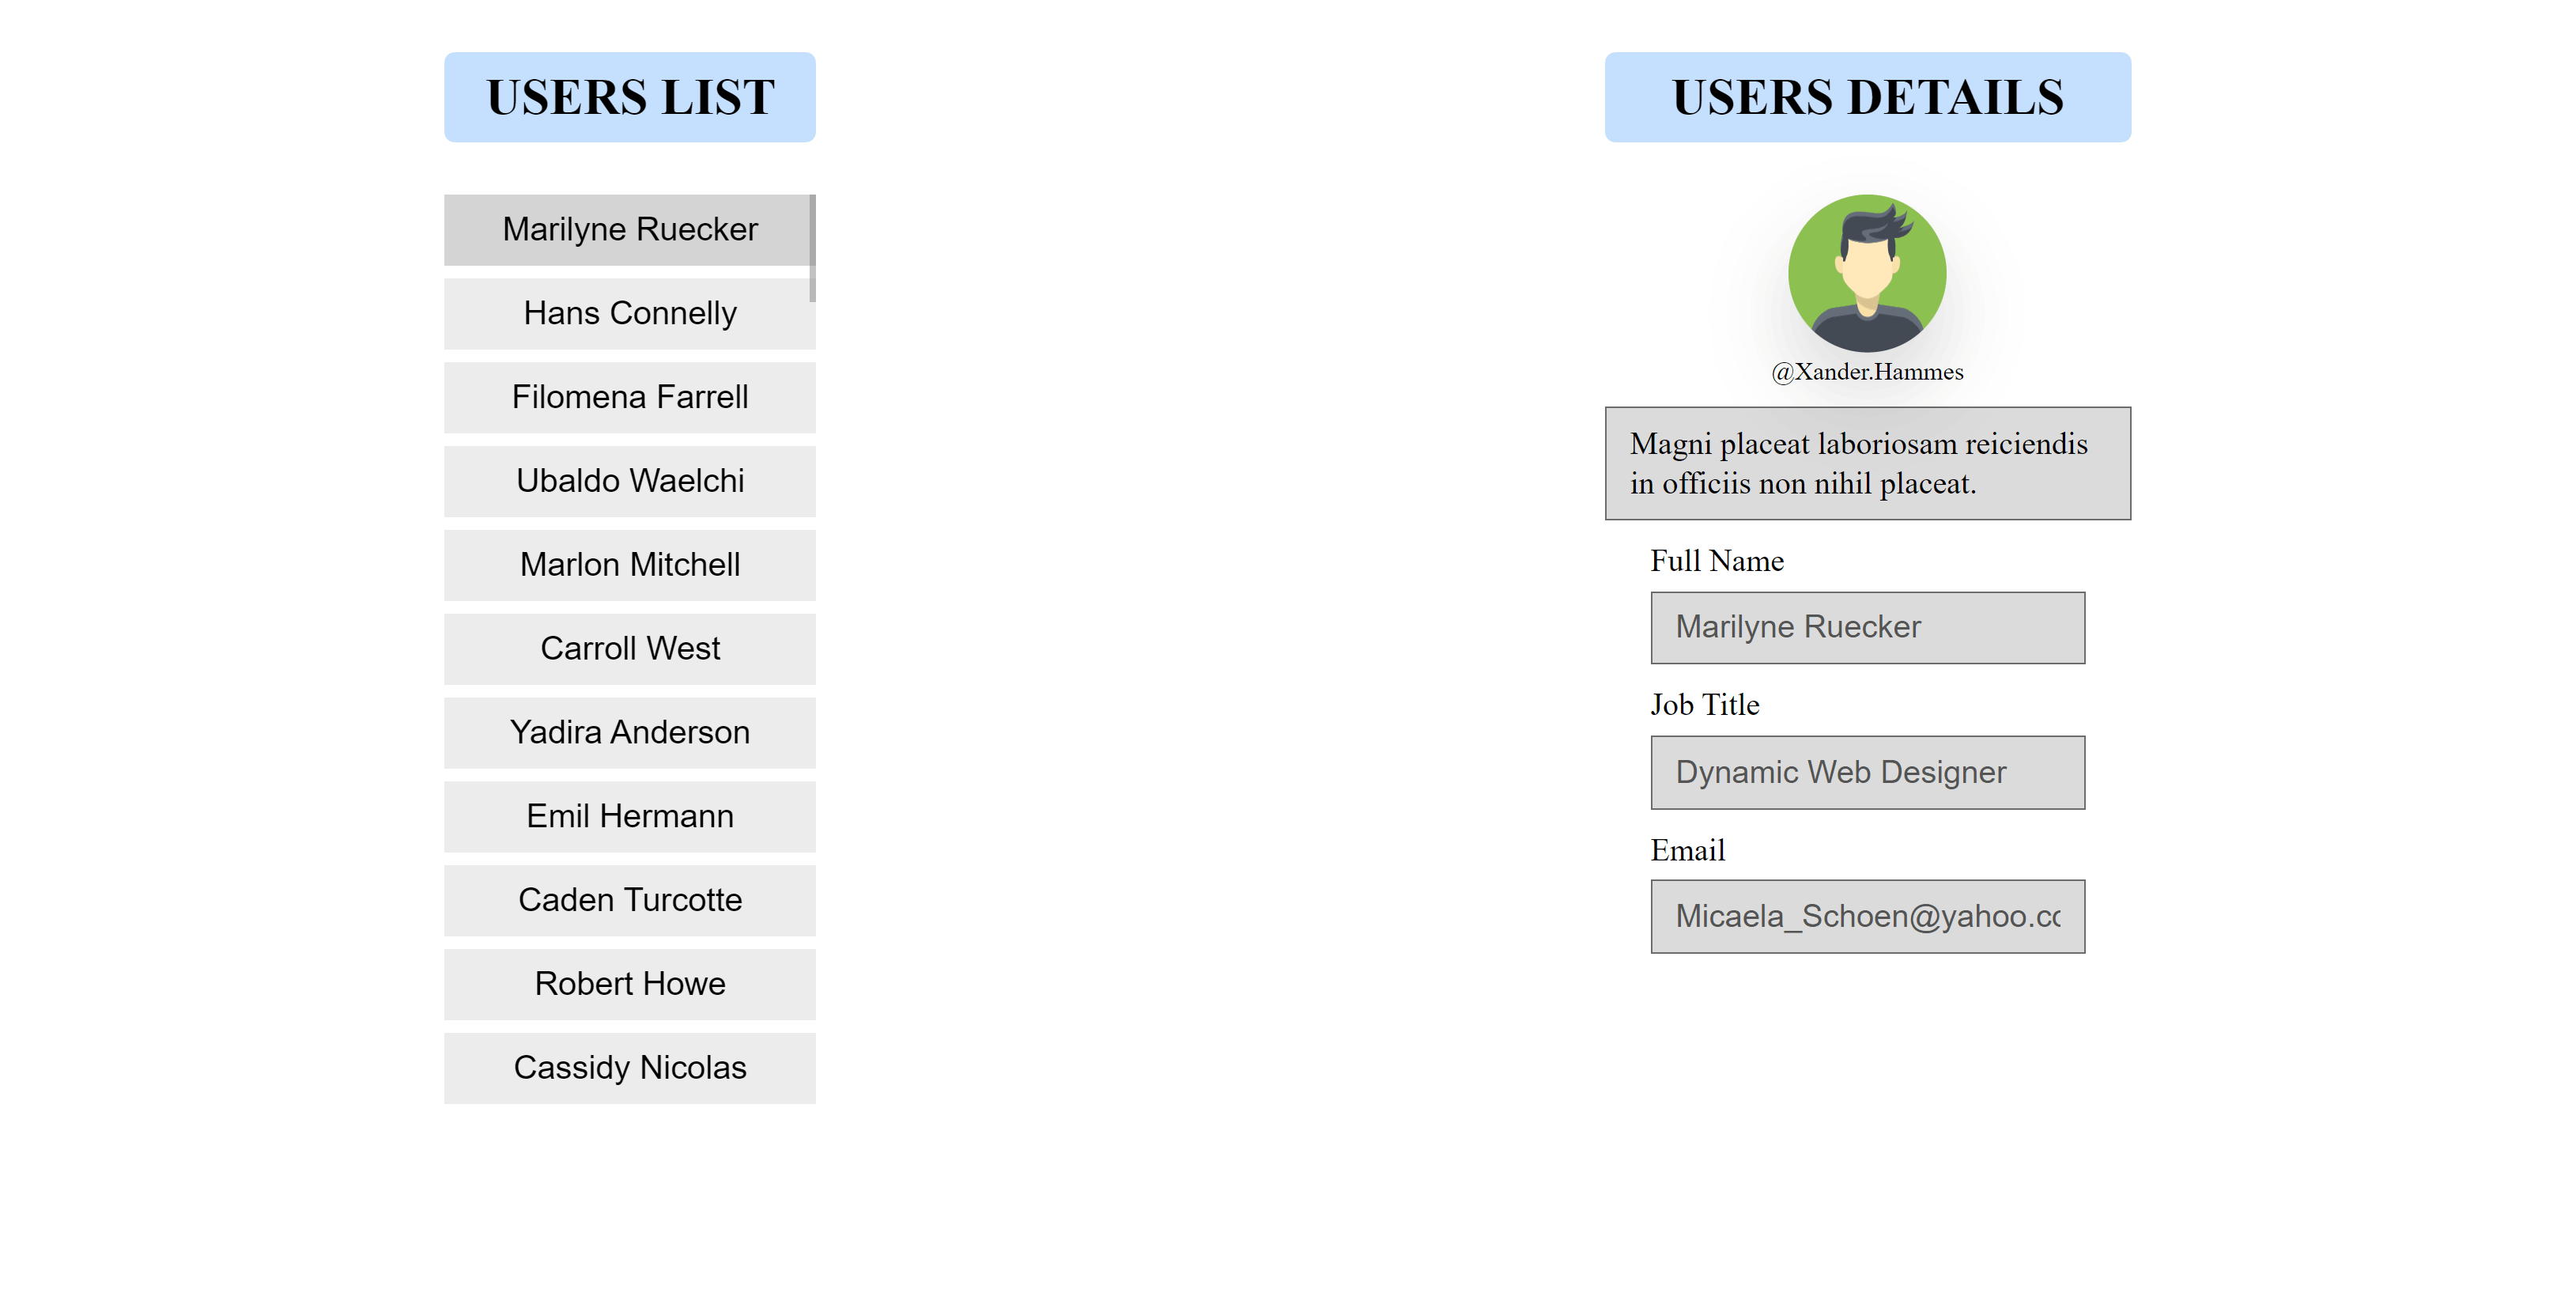 USERS LIST
Marilyne Ruecker
Hans Connelly
Filomena Farrell
Ubaldo Waelchi
Marlon Mitchell
Carroll West
Yadira Anderson
Emil Hermann
Caden Turcotte
Robert Howe
Cassidy Nicolas
USERS DETAILS
@Xander.Hammes
Magni placeat laboriosam reiciendis
in officiis non nihil placeat.
Full Name
Marilyne Ruecker
Job Title
Dynamic Web Designer
Email
Micaela_Schoen@yahoo.co